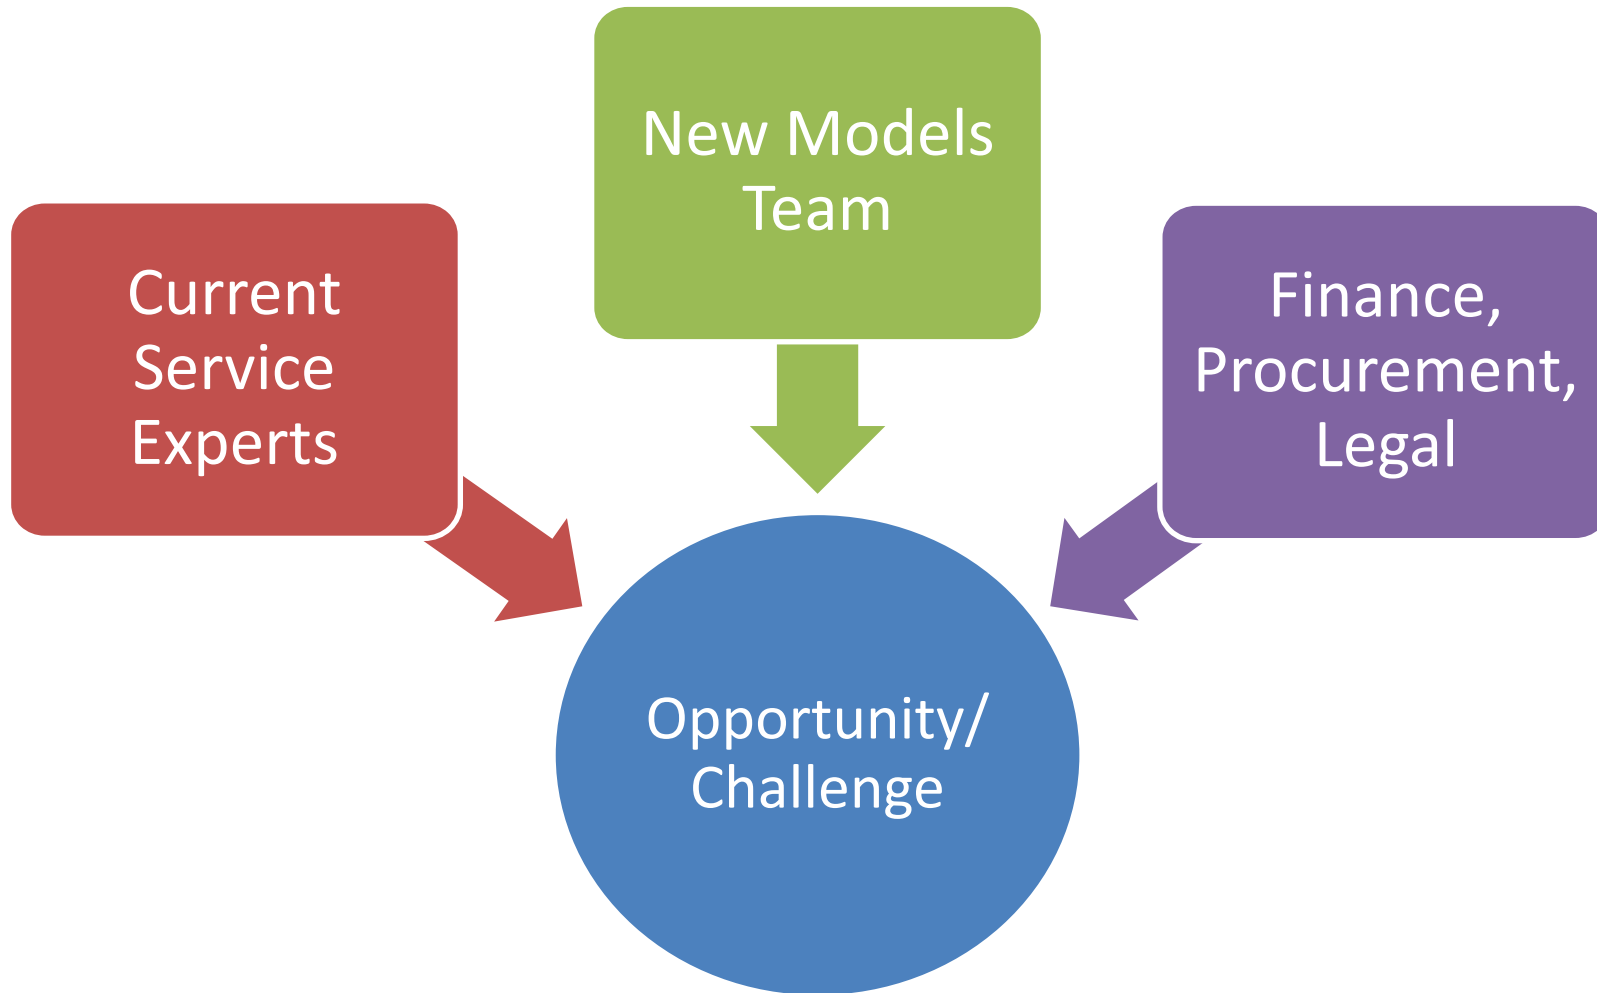 New Models
Team
Current
Service
Experts
Finance,
Procurement,
Legal
Opportunity/
Challenge